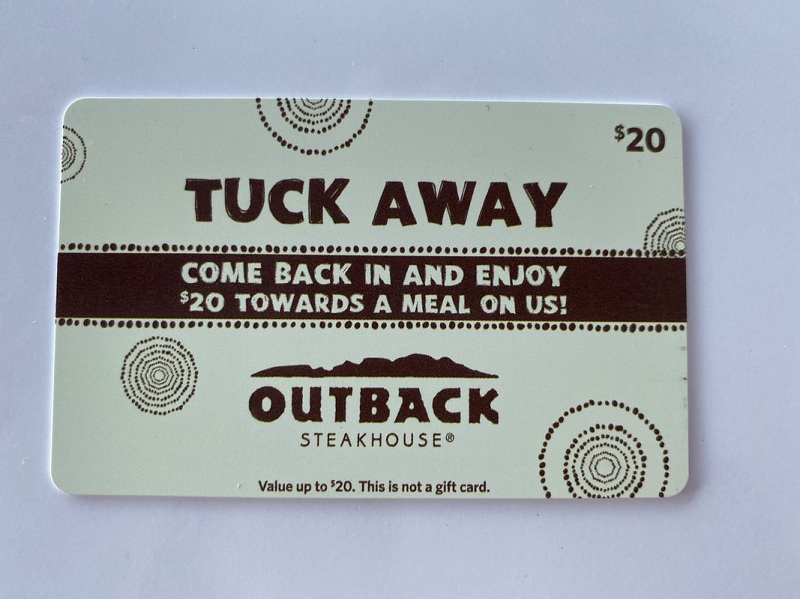 $20
TUCK AWAY
COME BACK IN AND ENJOY
$20 TOWARDS A MEAL ON US!
OUTBACK
STEAKHOUSE®
Value up to $20. This is not a gift card.